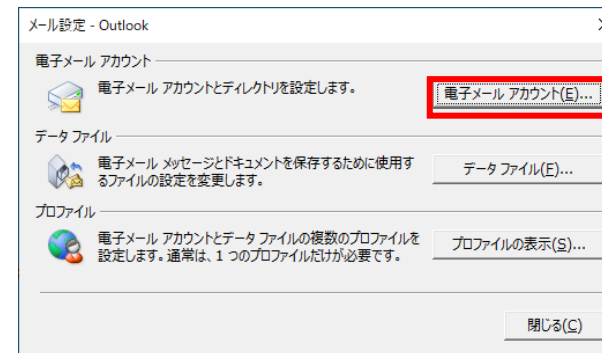 メール設定 - Outlook
電子メール アカウント
電子メール アカウントとディレクトリを設定します。
電子メール アカウント(E)...
データ ファイル
電子メール メッセージとドキュメントを保存するために使用す
るファイルの設定を変更します。
データ ファイル(F)...
プロファイル
電子メール アカウントとデータ ファイルの複数のプロファイルを
設定します。通常は、1 つのプロファイルだけが必要です。
プロファイルの表示(S)...
閉じる(C)